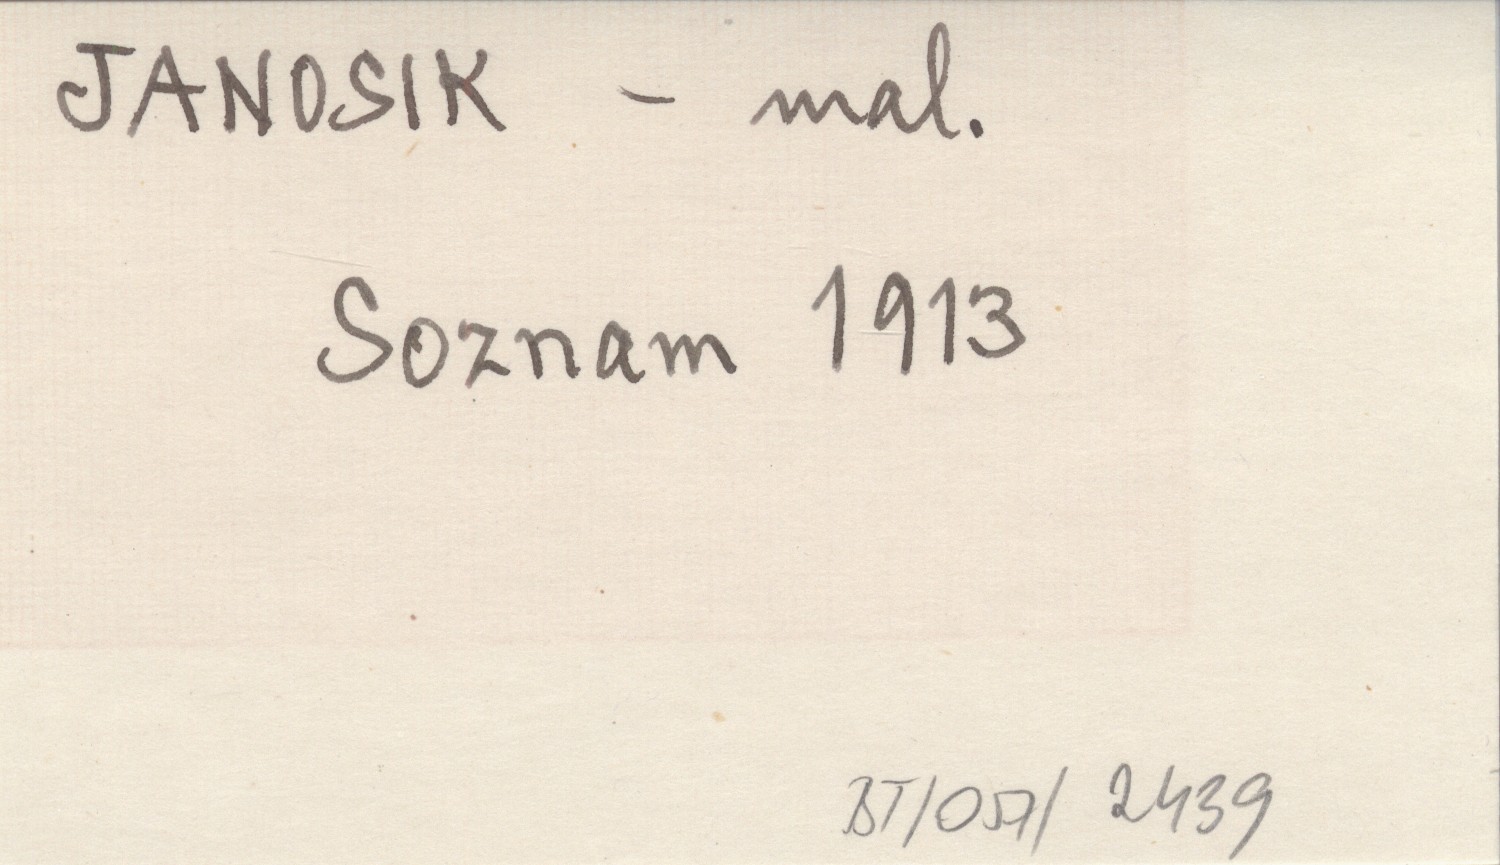 JANOSIK - mal.
Soznam 1913
BT/057/ 2439